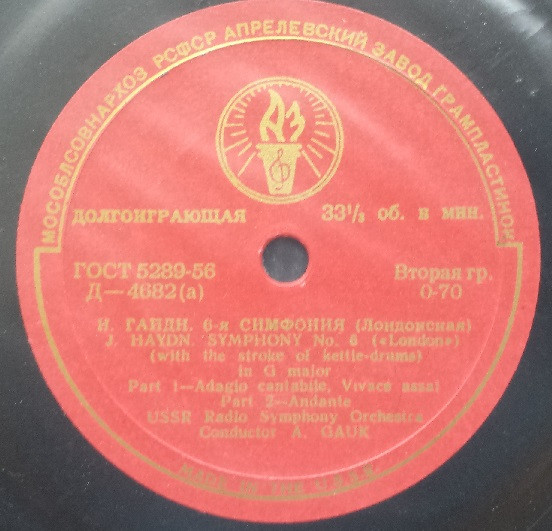 МОСОБЛСОВНАРХОЗ РСФСР АПРЕЛЕВСКИЙ ЗАВОД ГРАМПЛАСТИНОК
АЗ
ДОЛГОИГРАЮЩАЯ 33¹/₃ об. в мин.
ГОСТ 5289-56 Вторая гр.
Д—4682(а) 0-70
И. ГАЙДН. 6-я СИМФОНИЯ (Лондонская)
J. HAYDN. SYMPHONY No. 6 («London»)
(with the stroke of kettle-drums)
in G major
Part 1—Adagio cantabile, Vivace assai
Part 2—Andante
USSR Radio Symphony Orchestra
Conductor A. GAUK
MADE IN THE U.S.S.R.